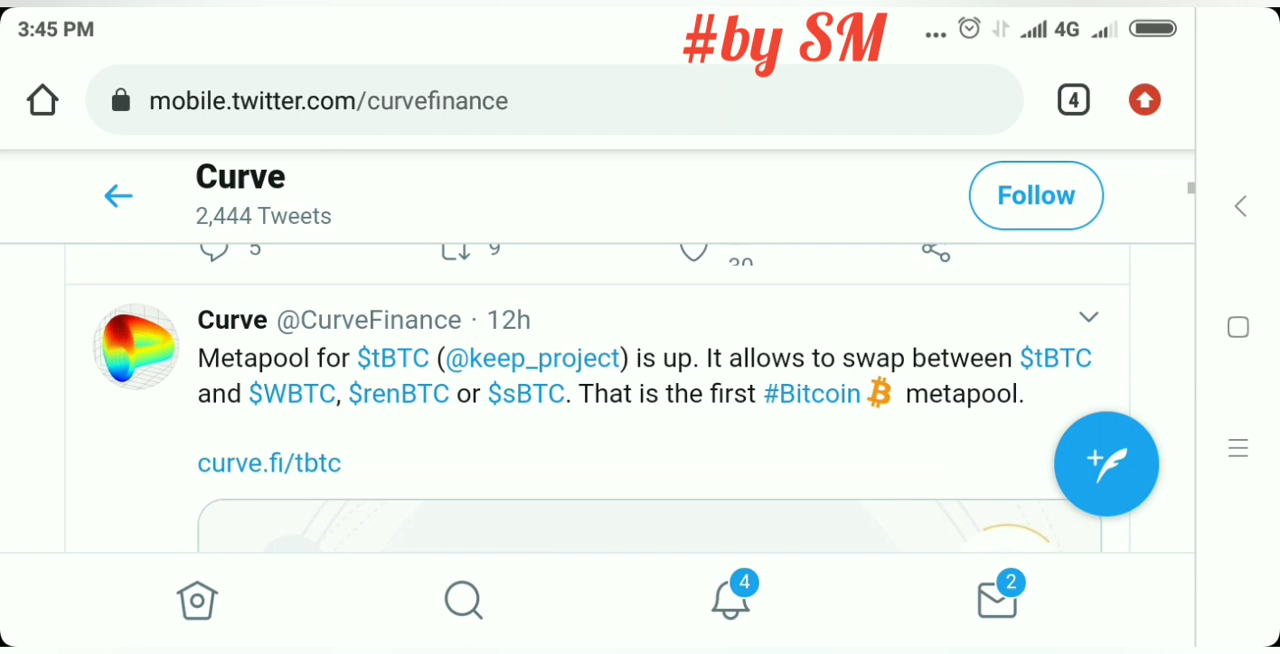 3:45 PM
#by SM
4G
mobile.twitter.com/curvefinance
4
Curve
2,444 Tweets
Follow
5
9
Curve @CurveFinance · 12h
Metapool for $tBTC (@keep_project) is up. It allows to swap between $tBTC
and $WBTC, $renBTC or $sBTC. That is the first #Bitcoin metapool.
curve.fi/tbtc
4
2